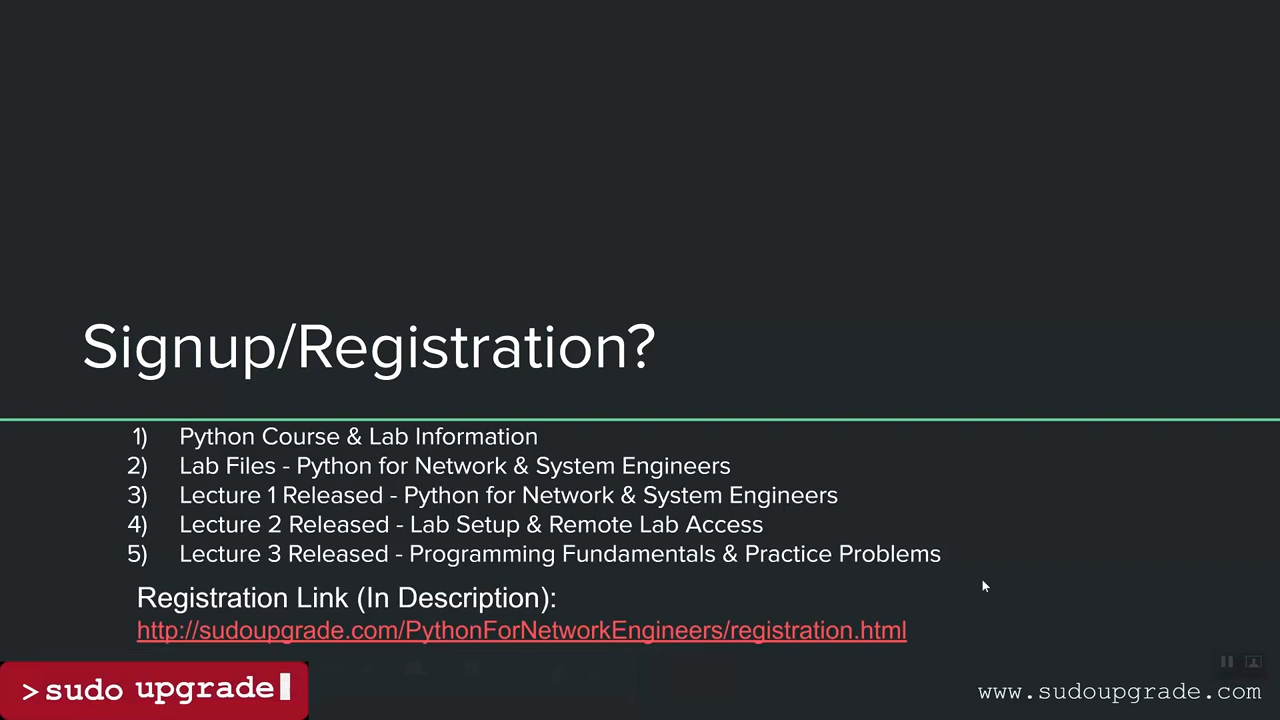 Signup/Registration?
1) Python Course & Lab Information
2) Lab Files - Python for Network & System Engineers
3) Lecture 1 Released - Python for Network & System Engineers
4) Lecture 2 Released - Lab Setup & Remote Lab Access
5) Lecture 3 Released - Programming Fundamentals & Practice Problems
Registration Link (In Description):
http://sudoupgrade.com/PythonForNetworkEngineers/registration.html
>sudo upgrade
www.sudoupgrade.com